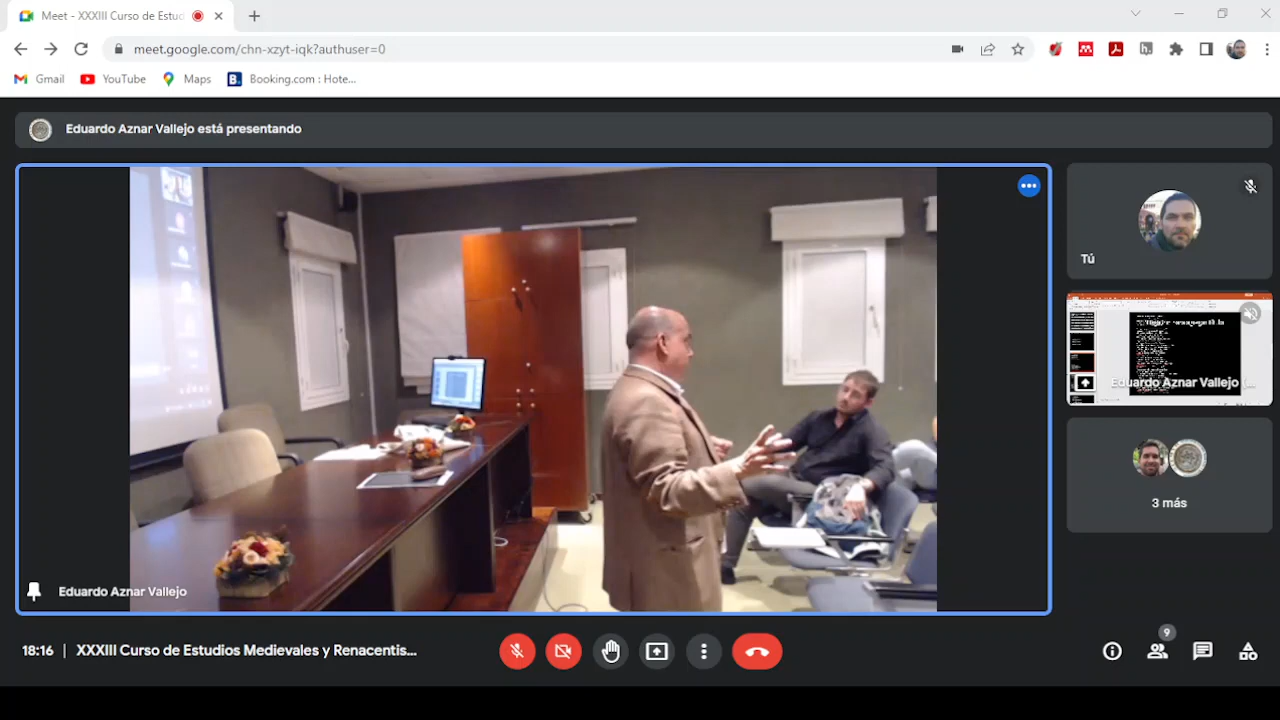 Meet - XXXIII Curso de Estud
meet.google.com/chn-xzyt-iqk?authuser=0
Gmail
YouTube
Maps
B.
Booking.com : Hote...
Eduardo Aznar Vallejo está presentando
Tú
Eduardo Aznar Vallejo
3 más
Eduardo Aznar Vallejo
18:16 | XXXIII Curso de Estudios Medievales y Renacentis...
9